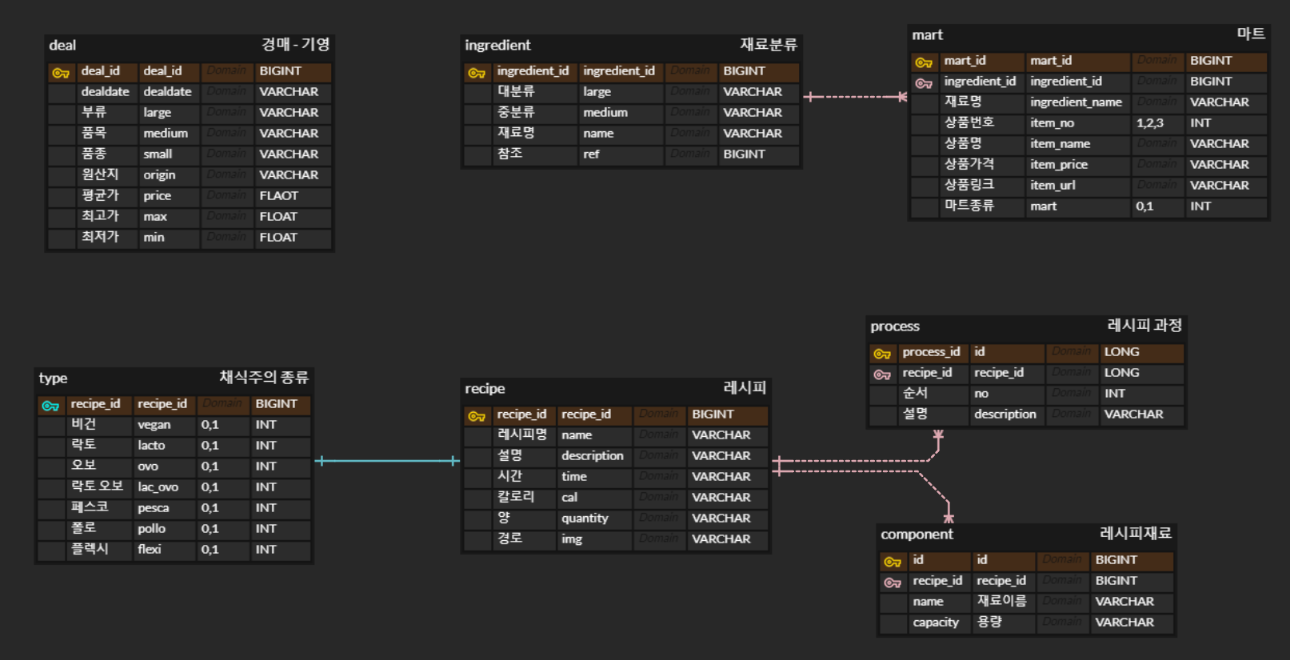 deal 경매 - 기영
deal_id deal_id Domain BIGINT
dealdate dealdate Domain VARCHAR
부류 large Domain VARCHAR
품목 medium Domain VARCHAR
품종 small Domain VARCHAR
원산지 origin Domain VARCHAR
평균가 price Domain FLAOT
최고가 max Domain FLOAT
최저가 min Domain FLOAT
ingredient 재료분류
ingredient_id ingredient_id Domain BIGINT
대분류 large Domain VARCHAR
중분류 medium Domain VARCHAR
재료명 name Domain VARCHAR
참조 ref Domain BIGINT
mart 마트
mart_id mart_id Domain BIGINT
ingredient_id ingredient_id Domain BIGINT
재료명 ingredient_name Domain VARCHAR
상품번호 item_no 1,2,3 INT
상품명 item_name Domain VARCHAR
상품가격 item_price Domain VARCHAR
상품링크 item_url Domain VARCHAR
마트종류 mart 0,1 INT
type 채식주의 종류
recipe_id recipe_id Domain BIGINT
비건 vegan 0,1 INT
락토 lacto 0,1 INT
오보 ovo 0,1 INT
락토 오보 lac_ovo 0,1 INT
페스코 pesca 0,1 INT
폴로 pollo 0,1 INT
플렉시 flexi 0,1 INT
recipe 레시피
recipe_id recipe_id Domain BIGINT
레시피명 name Domain VARCHAR
설명 description Domain VARCHAR
시간 time Domain VARCHAR
칼로리 cal Domain VARCHAR
양 quantity Domain VARCHAR
경로 img Domain VARCHAR
process 레시피 과정
process_id id Domain LONG
recipe_id recipe_id Domain LONG
순서 no Domain INT
설명 description Domain VARCHAR
component 레시피재료
id id Domain BIGINT
recipe_id recipe_id Domain BIGINT
name 재료이름 Domain VARCHAR
capacity 용량 Domain VARCHAR